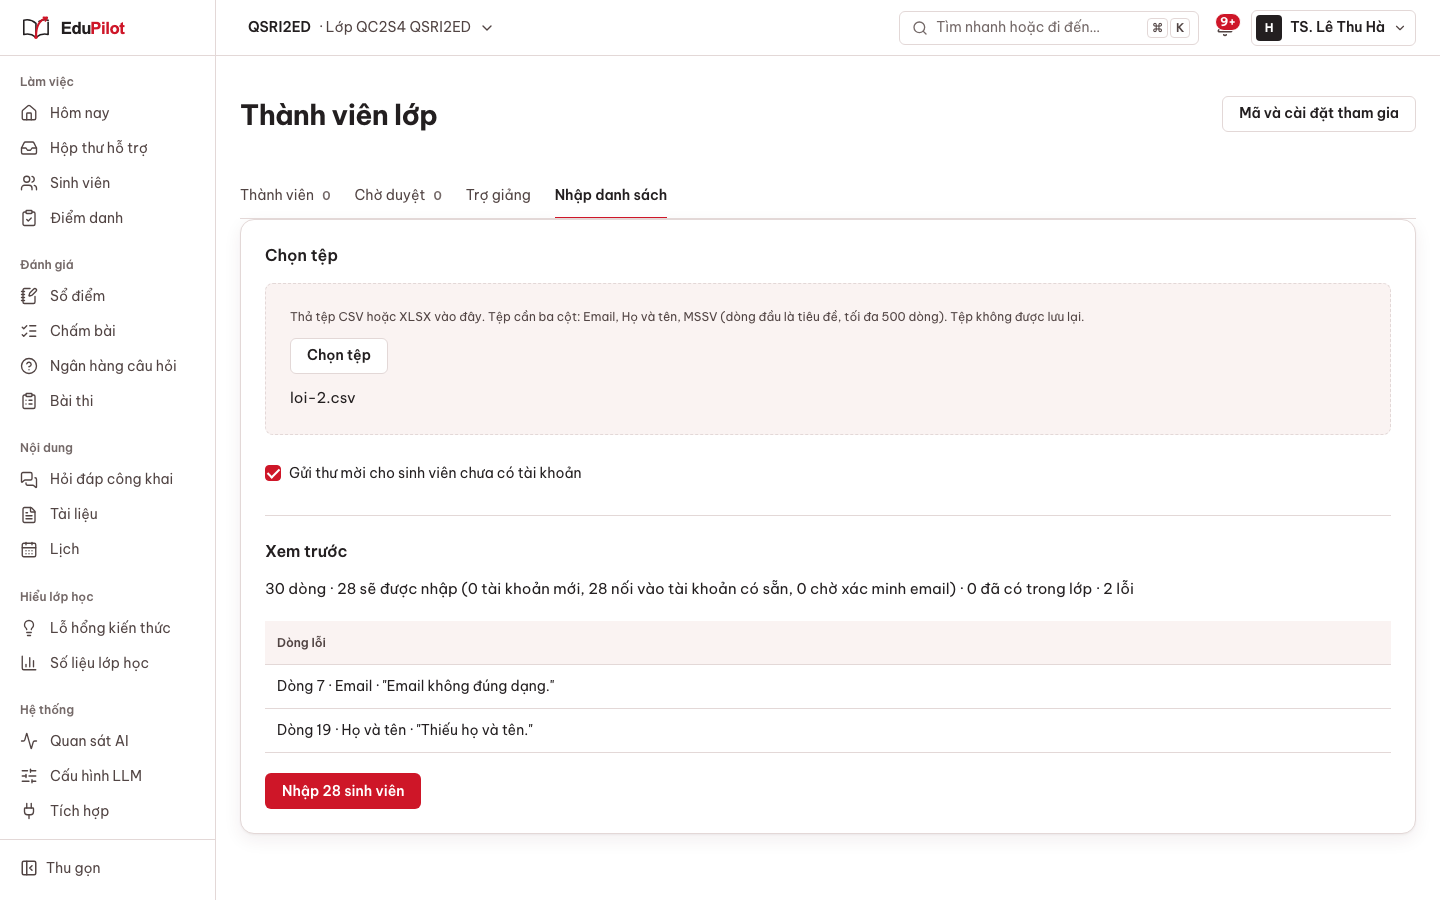 EduPilot
QSRI2ED · Lớp QC2S4 QSRI2ED
Tìm nhanh hoặc đi đến...
⌘ K
9+
H TS. Lê Thu Hà
Làm việc
Hôm nay
Hộp thư hỗ trợ
Sinh viên
Điểm danh
Đánh giá
Sổ điểm
Chấm bài
Ngân hàng câu hỏi
Bài thi
Nội dung
Hỏi đáp công khai
Tài liệu
Lịch
Hiểu lớp học
Lỗ hổng kiến thức
Số liệu lớp học
Hệ thống
Quan sát AI
Cấu hình LLM
Tích hợp
Thu gọn
Thành viên lớp
Mã và cài đặt tham gia
Thành viên 0 Chờ duyệt 0 Trợ giảng Nhập danh sách
Chọn tệp
Thả tệp CSV hoặc XLSX vào đây. Tệp cần ba cột: Email, Họ và tên, MSSV (dòng đầu là tiêu đề, tối đa 500 dòng). Tệp không được lưu lại.
Chọn tệp
loi-2.csv
Gửi thư mời cho sinh viên chưa có tài khoản
Xem trước
30 dòng · 28 sẽ được nhập (0 tài khoản mới, 28 nối vào tài khoản có sẵn, 0 chờ xác minh email) · 0 đã có trong lớp · 2 lỗi
Dòng lỗi
Dòng 7 · Email · "Email không đúng dạng."
Dòng 19 · Họ và tên · "Thiếu họ và tên."
Nhập 28 sinh viên